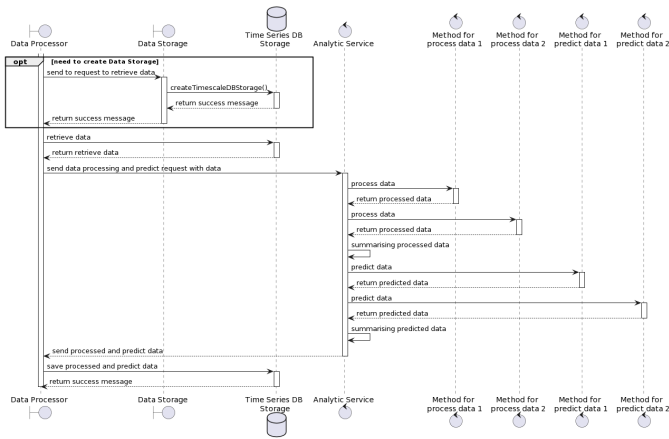 Data Processor
Data Storage
Time Series DB
Storage
Analytic Service
Method for
process data 1
Method for
process data 2
Method for
predict data 1
Method for
predict data 2
opt
[need to create Data Storage]
send to request to retrieve data
createTimescaleDBStorage()
return success message
return success message
retrieve data
return retrieve data
send data processing and predict request with data
process data
return processed data
process data
return processed data
summarising processed data
predict data
return predicted data
predict data
return predicted data
summarising predicted data
send processed and predict data
save processed and predict data
return success message
Data Processor
Data Storage
Time Series DB
Storage
Analytic Service
Method for
process data 1
Method for
process data 2
Method for
predict data 1
Method for
predict data 2